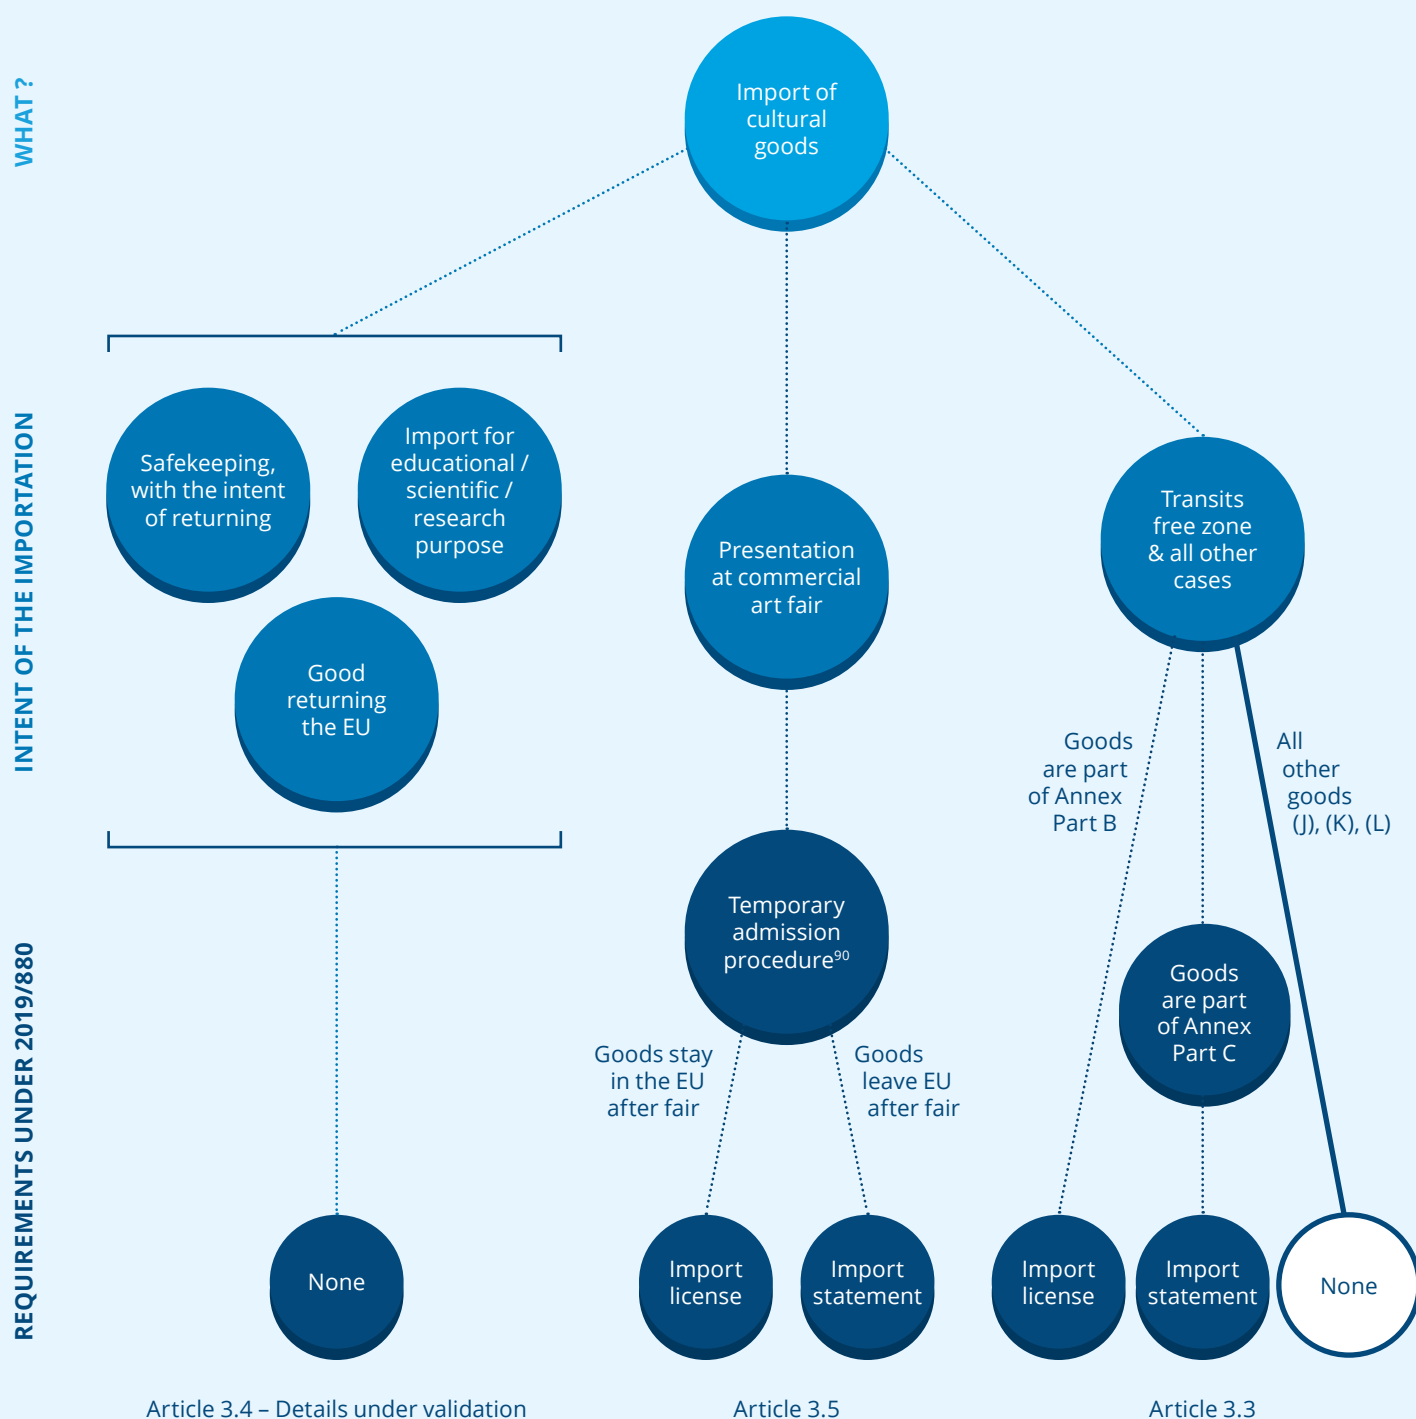 WHAT ?
Import of
cultural
goods
INTENT OF THE IMPORTATION
Safekeeping,
with the intent
of returning
Import for
educational /
scientific /
research
purpose
Good
returning
the EU
Presentation
at commercial
art fair
Transits
free zone
& all other
cases
Goods
are part
of Annex
Part B
All
other
goods
(J), (K), (L)
REQUIREMENTS UNDER 2019/880
Temporary
admission
procedure90
Goods
are part
of Annex
Part C
Goods stay
in the EU
after fair
Goods
leave EU
after fair
None
Import
license
Import
statement
Import
license
Import
statement
None
Article 3.4 – Details under validation
Article 3.5
Article 3.3